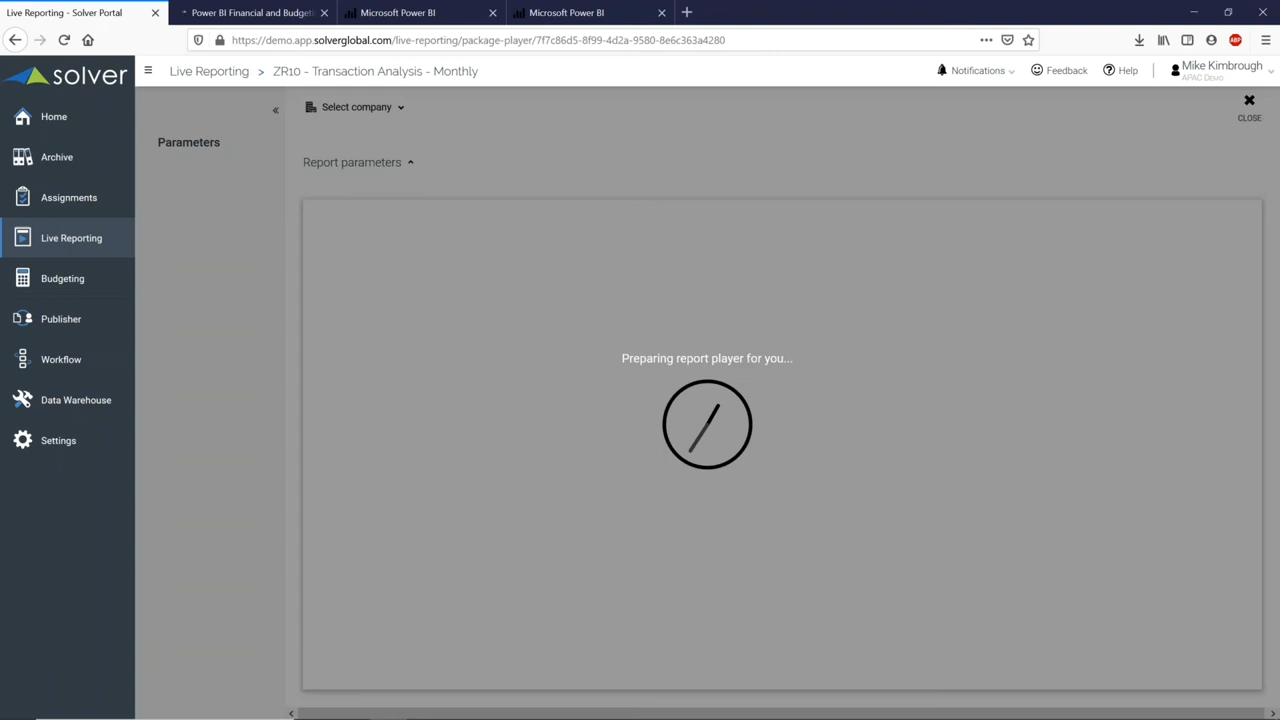 Live Reporting - Solver Portal
Power BI Financial and Budgeti
Microsoft Power BI
Microsoft Power BI
https://demo.app.solverglobal.com/live-reporting/package-player/7f7c86d5-8f99-4d2a-9580-8e6c363a4280
ABP
solver
Live Reporting > ZR10 - Transaction Analysis - Monthly
Notifications
Feedback
Help
Mike Kimbrough
APAC Demo
Home
Archive
Assignments
Live Reporting
Budgeting
Publisher
Workflow
Data Warehouse
Settings
Parameters
Select company
CLOSE
Report parameters
Preparing report player for you...